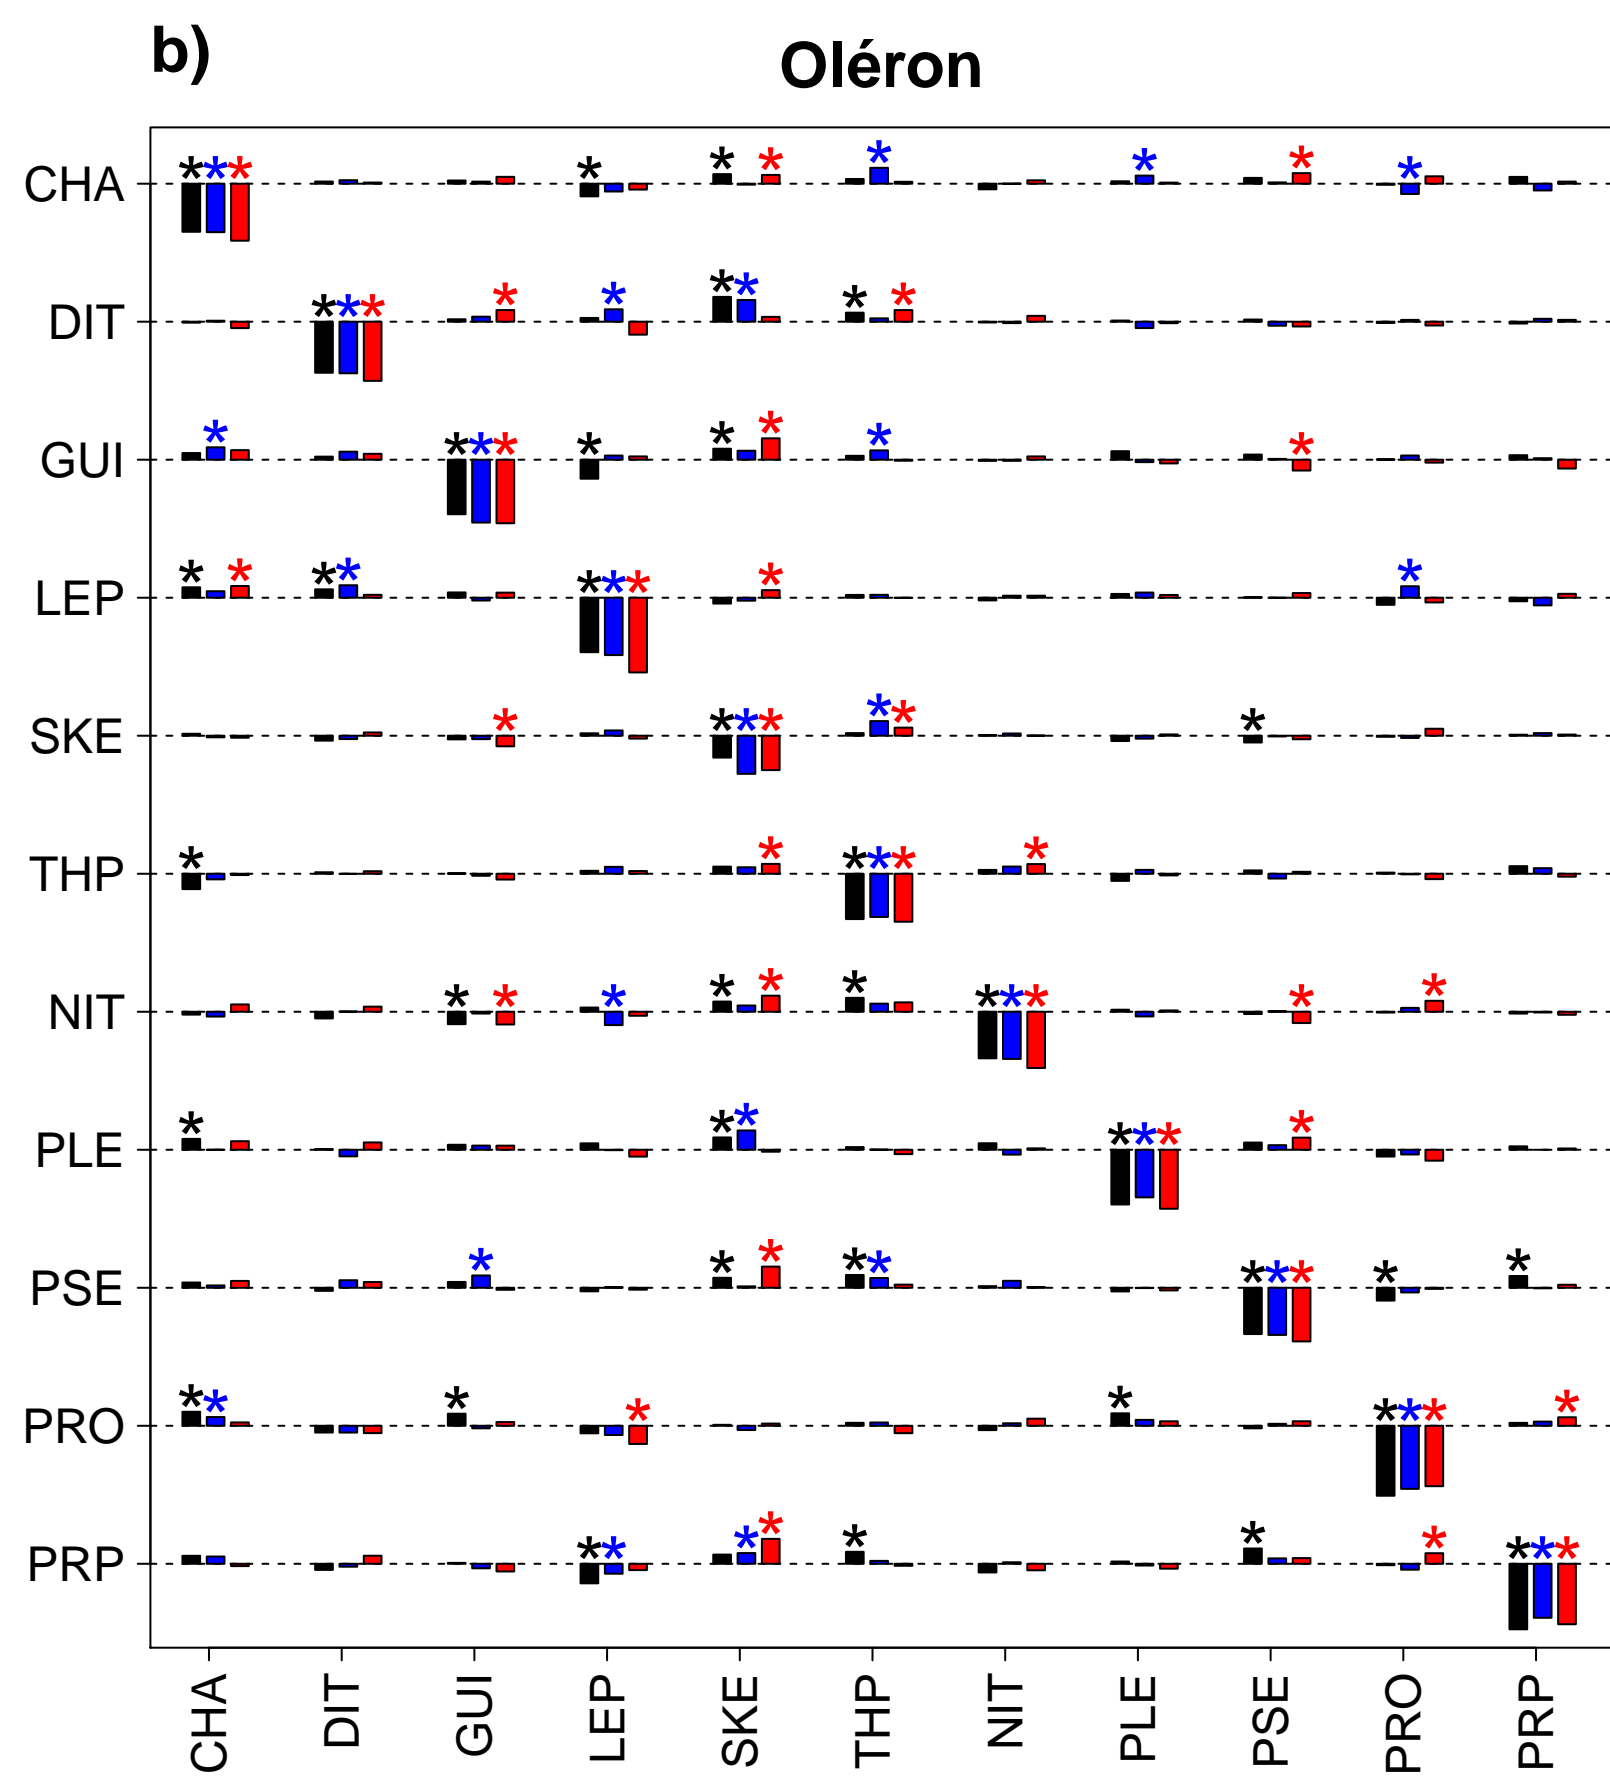 b)
Oléron
CHA
DIT
GUI
LEP
SKE
THP
NIT
PLE
PSE
PRO
PRP
CHA
DIT
GUI
LEP
SKE
THP
NIT
PLE
PSE
PRO
PRP